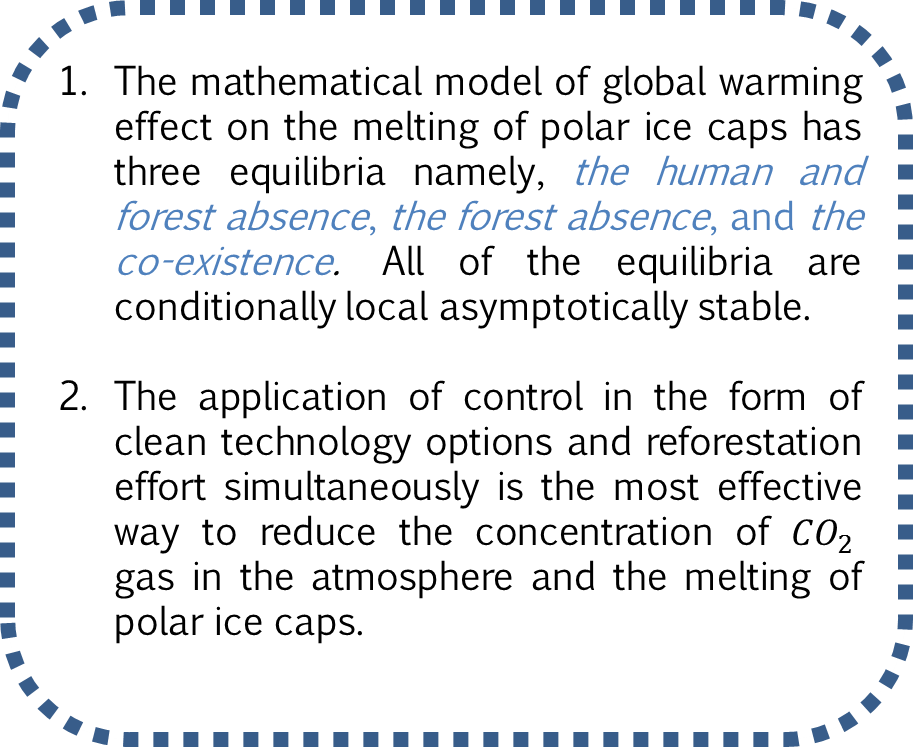 1. The mathematical model of global warming
effect on the melting of polar ice caps has
three equilibria namely, the human and
forest absence, the forest absence, and the
co-existence. All of the equilibria are
conditionally local asymptotically stable.
2. The application of control in the form of
clean technology options and reforestation
effort simultaneously is the most effective
way to reduce the concentration of CO₂
gas in the atmosphere and the melting of
polar ice caps.